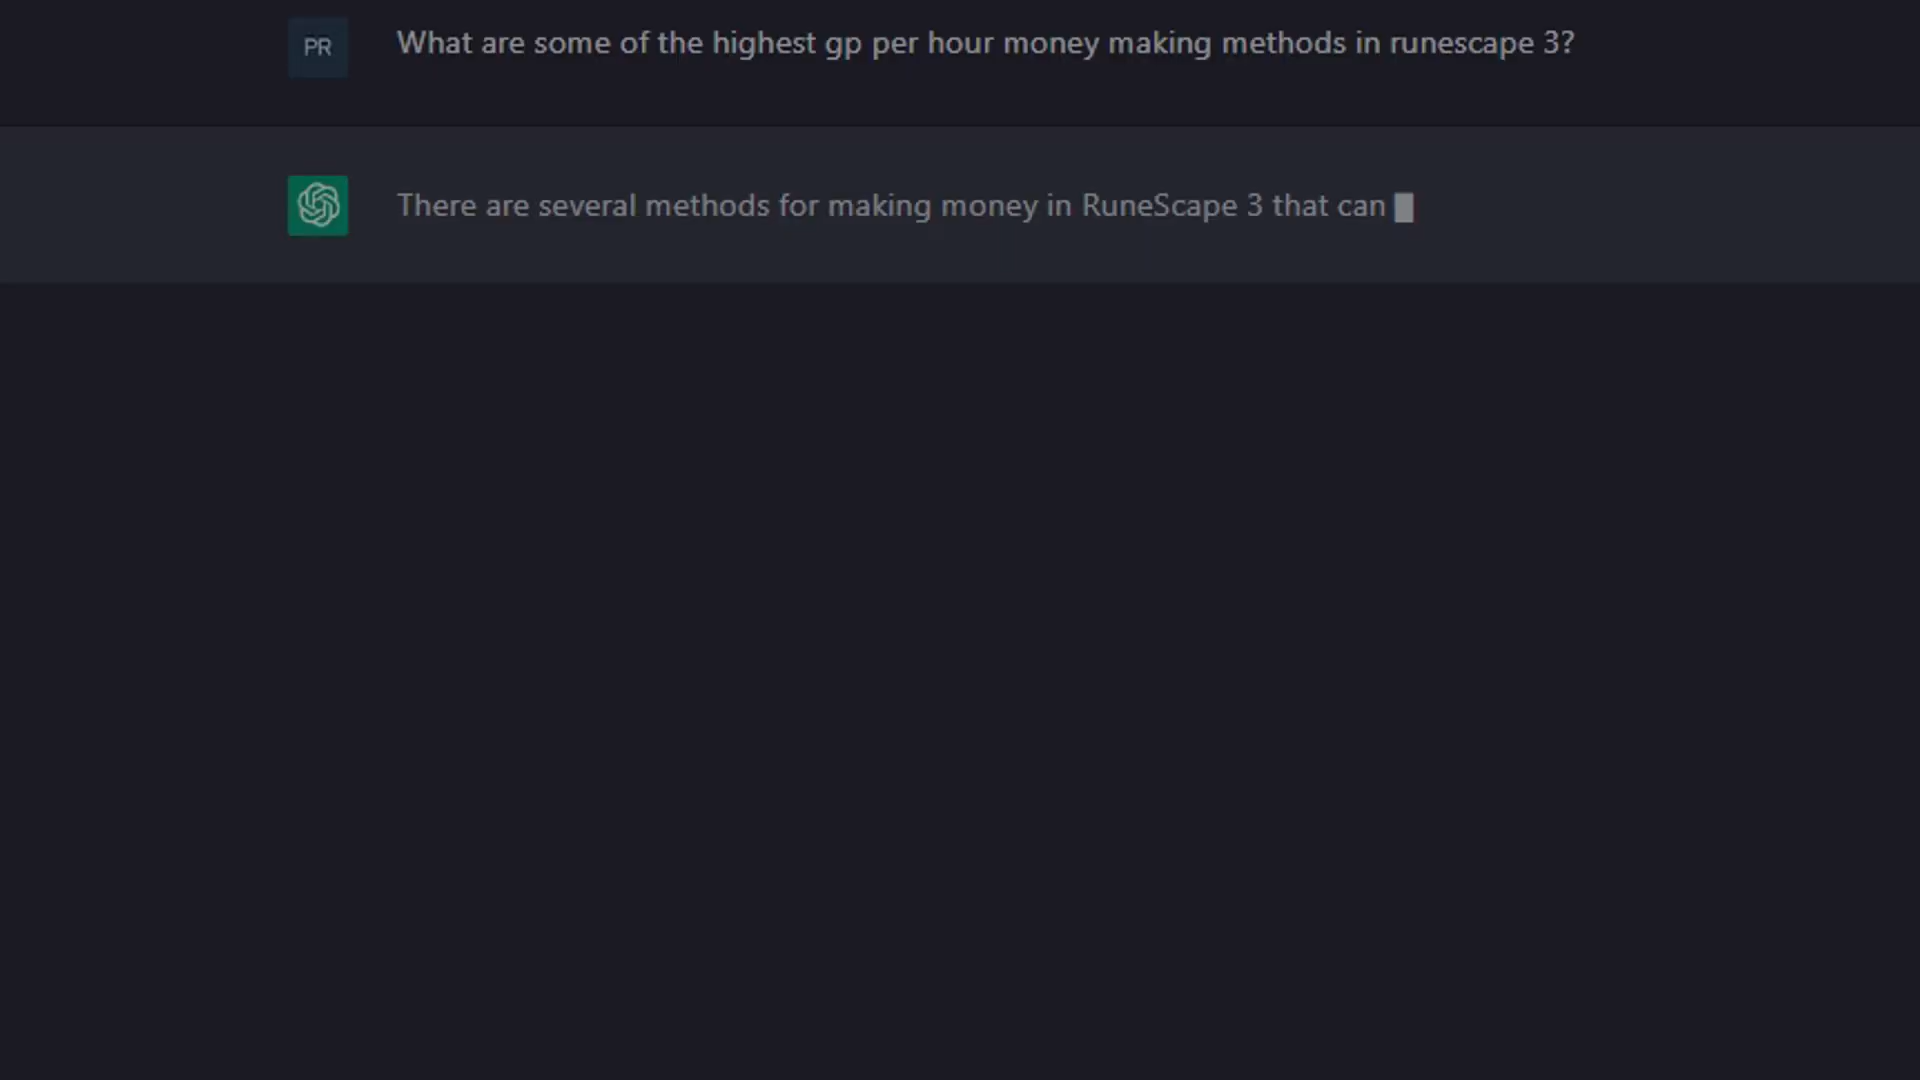 PR
What are some of the highest gp per hour money making methods in runescape 3?
There are several methods for making money in RuneScape 3 that can